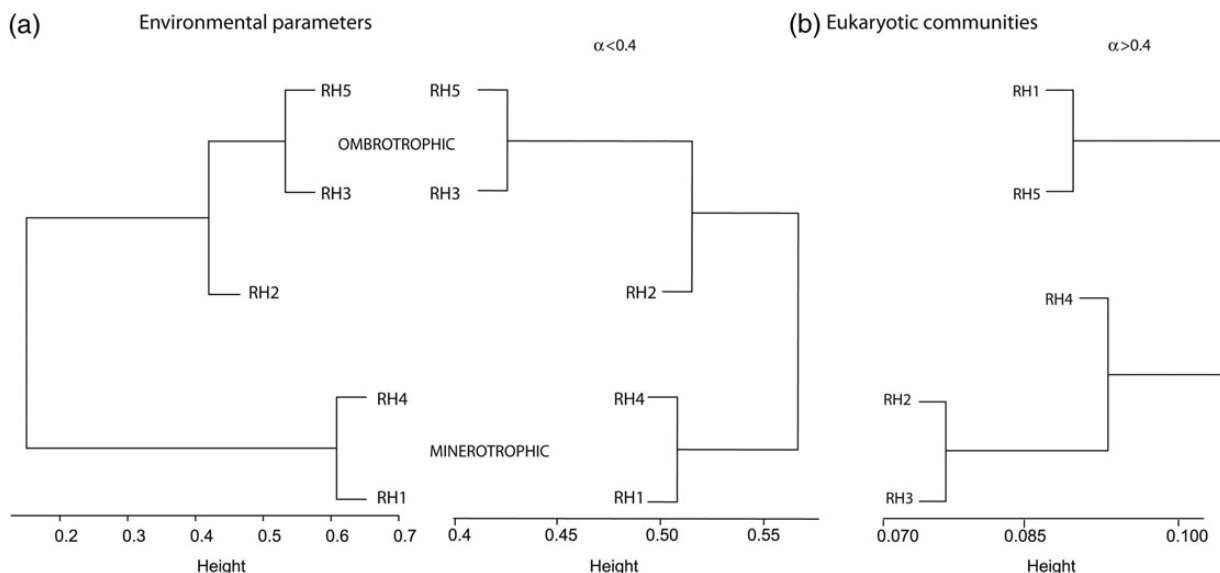 (a) Environmental parameters
(b) Eukaryotic communities
α<0.4
α>0.4
RH5 RH5 RH1
OMBROTROPHIC
RH3 RH3 RH5
RH2 RH2 RH4
RH4 RH4 RH2
MINEROTROPHIC
RH1 RH1 RH3
0.2 0.3 0.4 0.5 0.6 0.7 0.4 0.45 0.50 0.55 0.070 0.085 0.100
Height Height Height